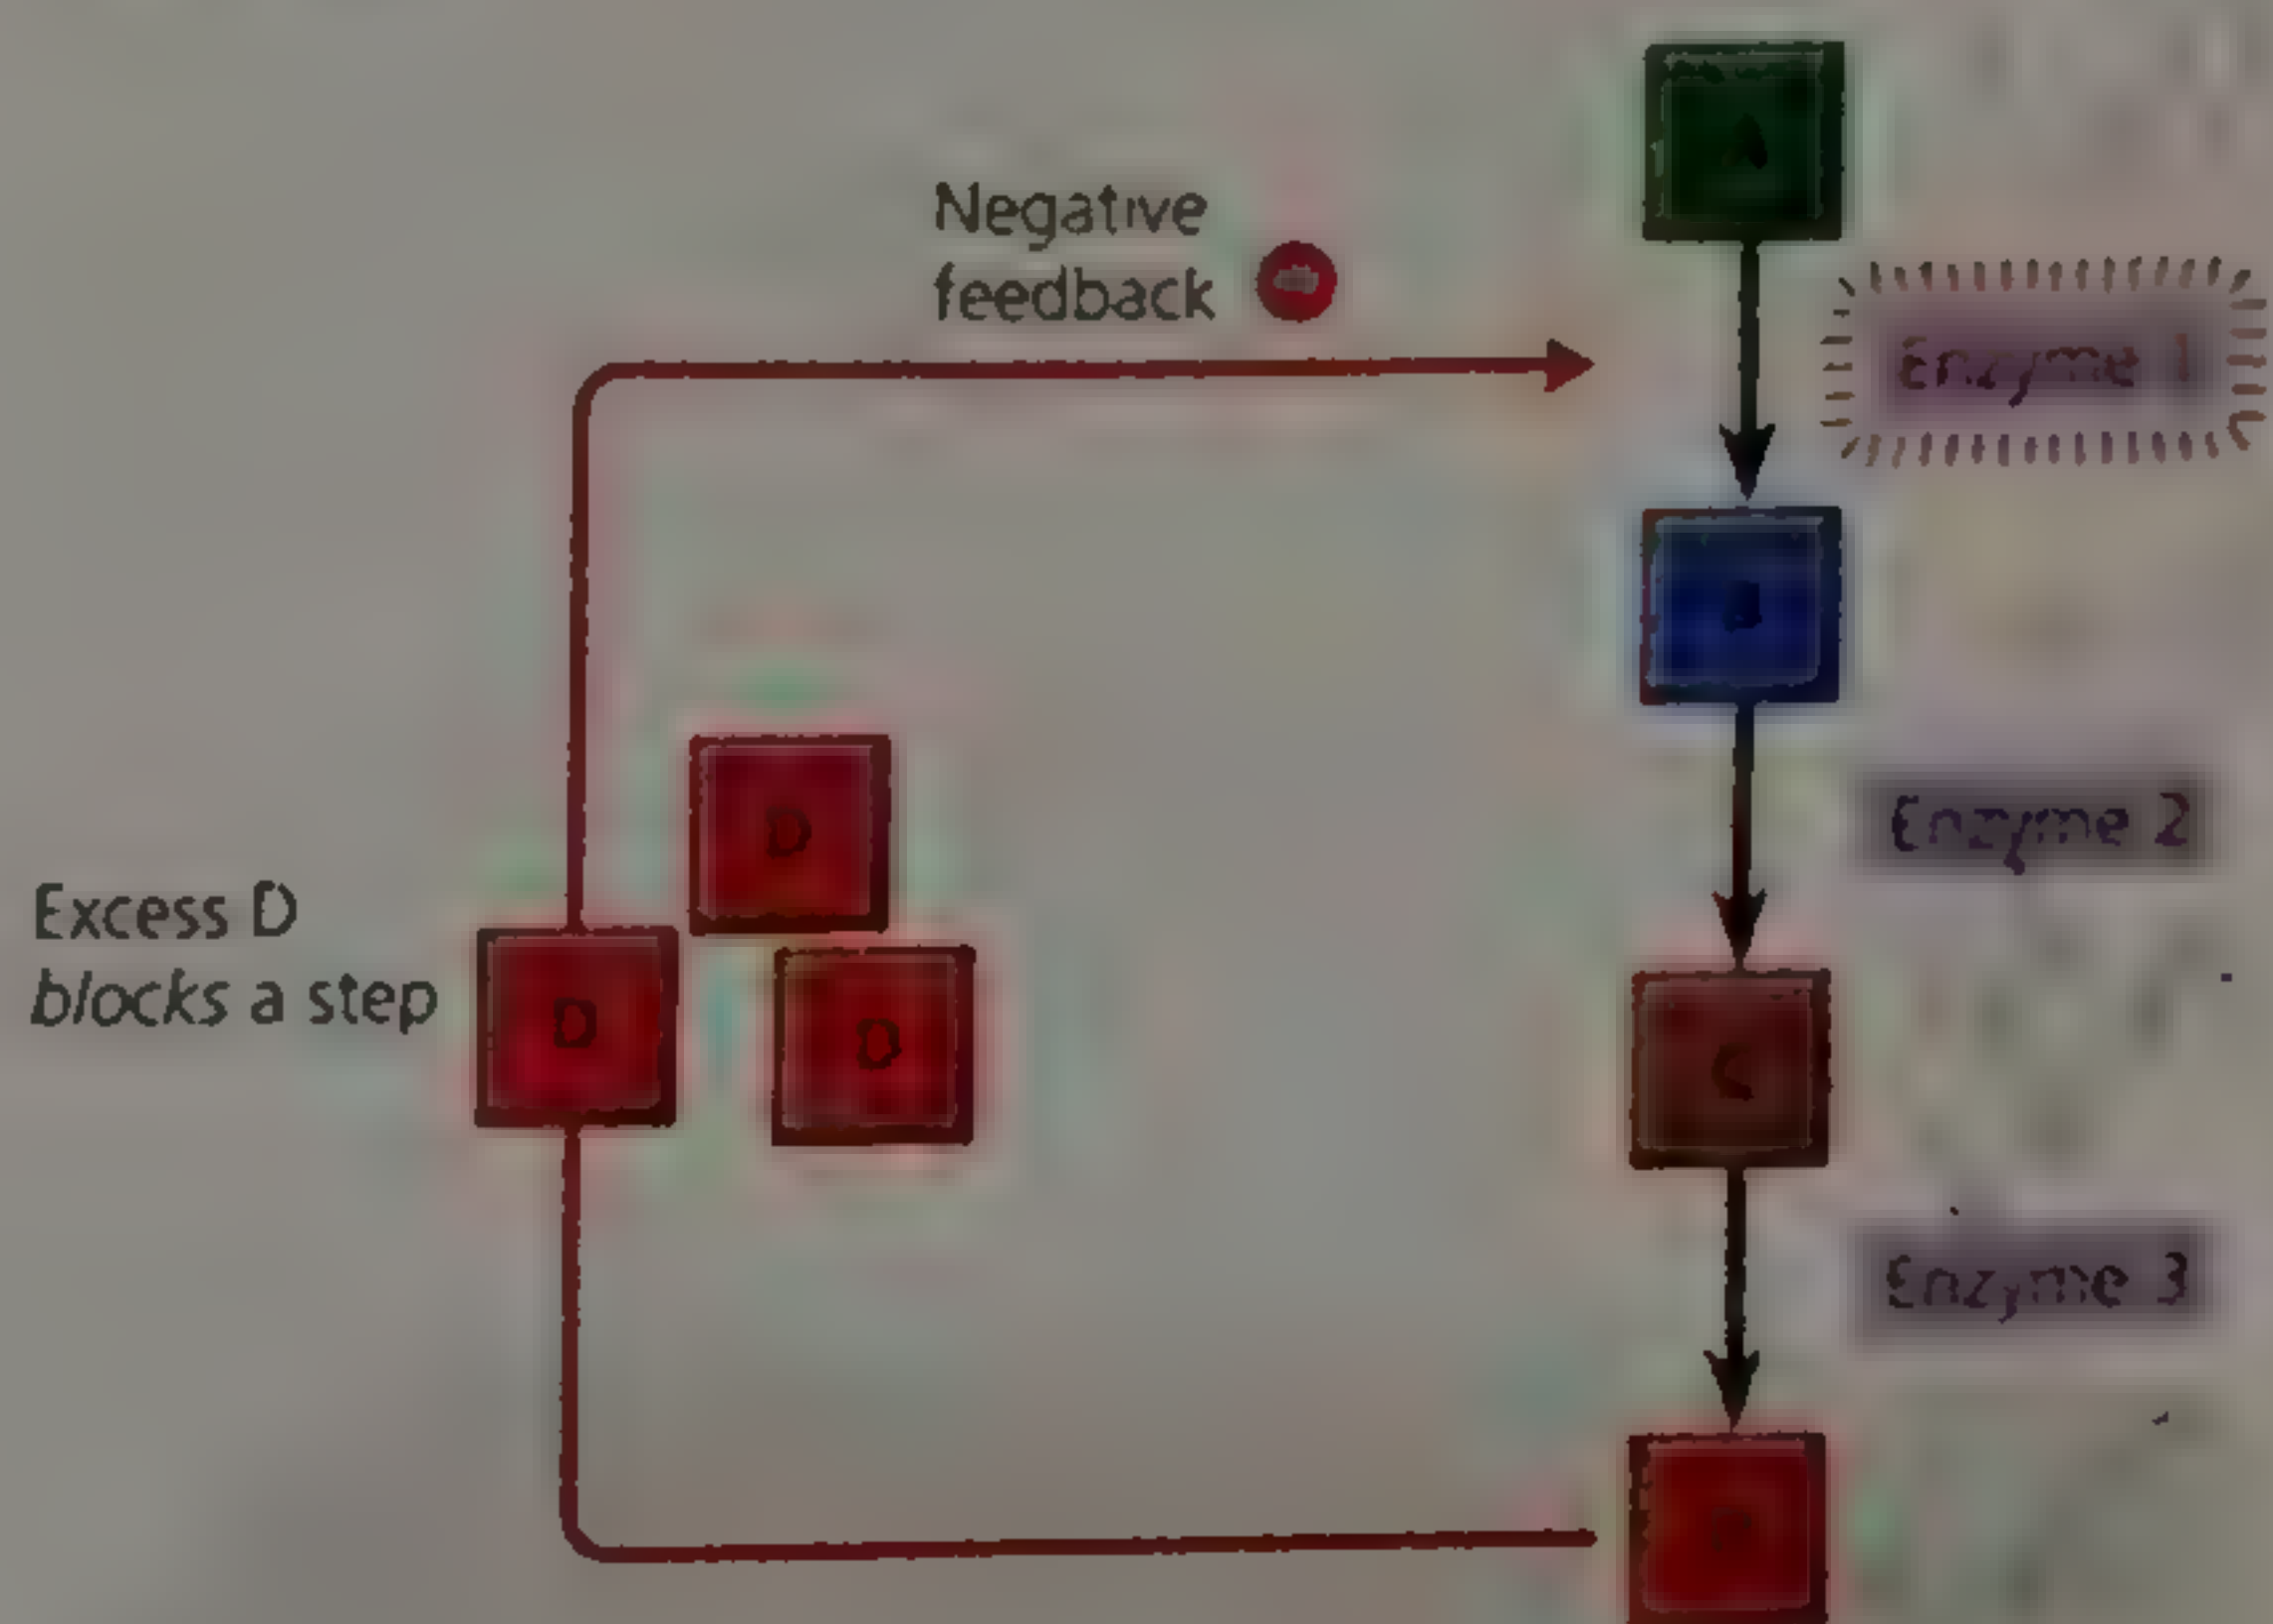 A
Negative
feedback
Enzyme 1
B
D
Enzyme 2
Excess D
blocks a step
D
D
C
Enzyme 3
D